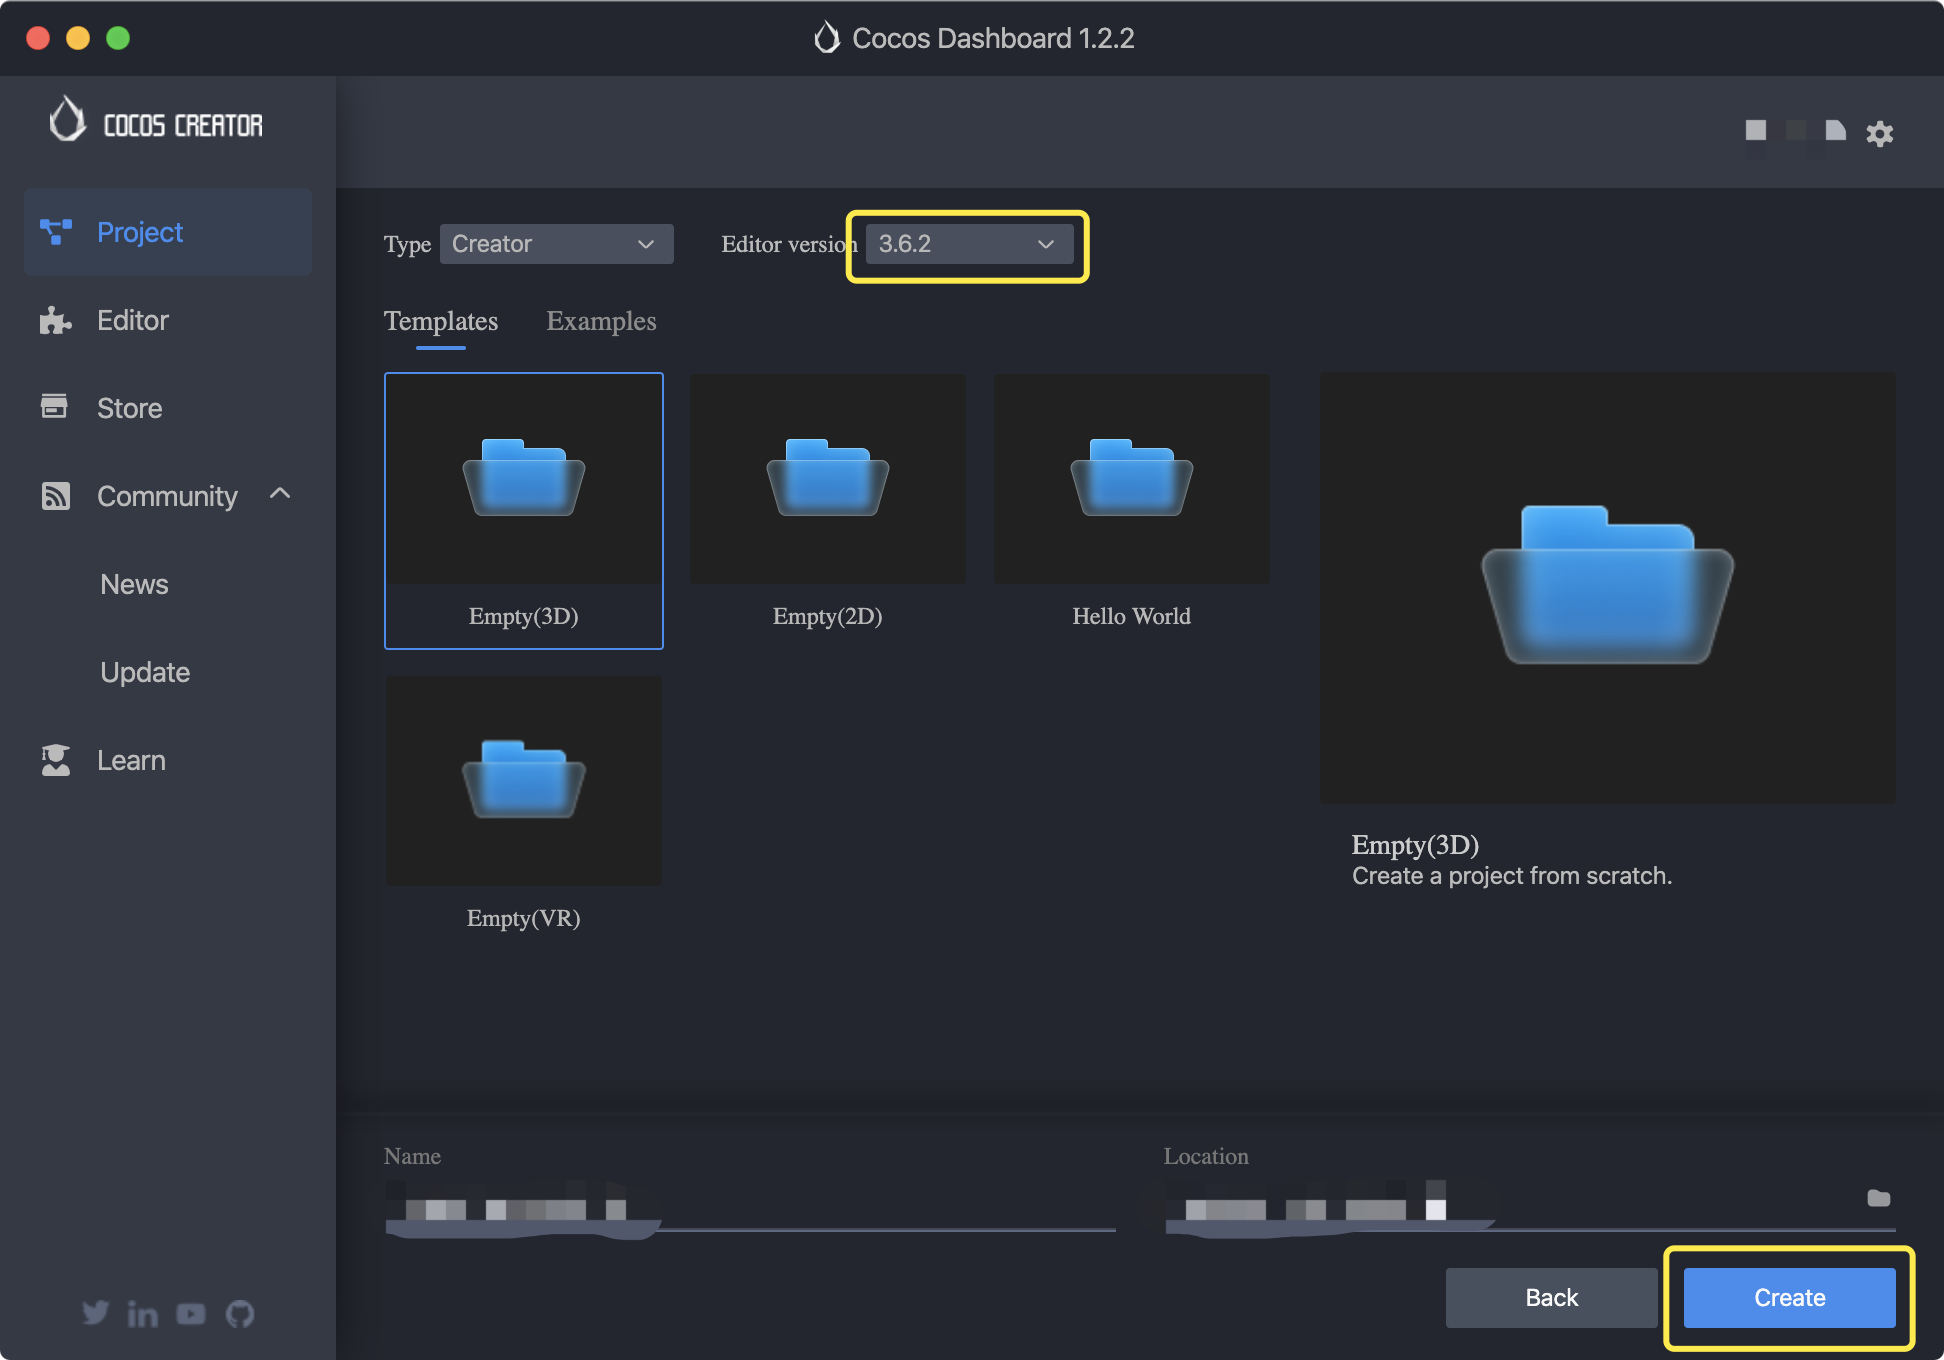 Cocos Dashboard 1.2.2
COCOS CREATOR
Project
Editor
Store
Community
News
Update
Learn
Type Creator Editor version 3.6.2
Templates Examples
Empty(3D) Empty(2D) Hello World
Empty(VR)
Empty(3D)
Create a project from scratch.
Name Location
Back Create